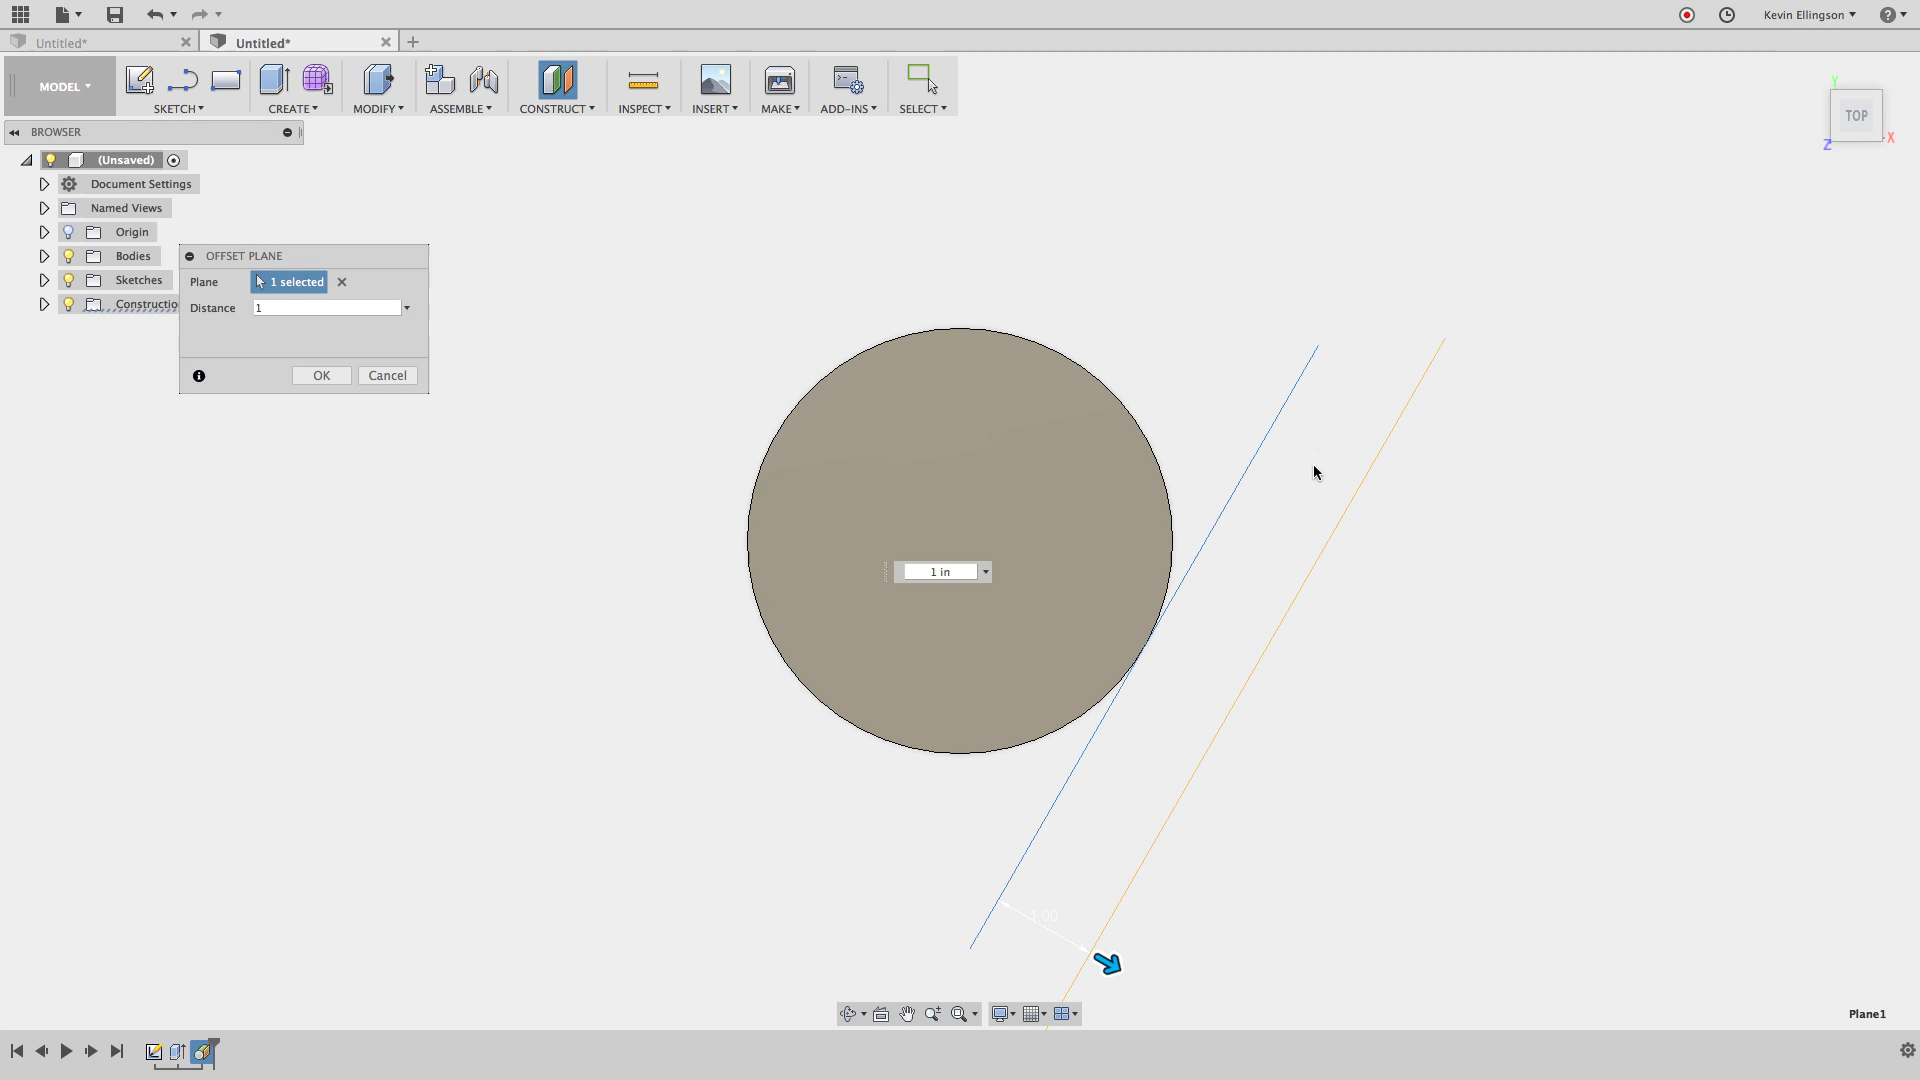 Kevin Ellingson
Untitled*
Untitled*
MODEL
SKETCH
CREATE
MODIFY
ASSEMBLE
CONSTRUCT
INSPECT
INSERT
MAKE
ADD-INS
SELECT
BROWSER
(Unsaved)
Document Settings
Named Views
Origin
Bodies
Sketches
Constructio
OFFSET PLANE
Plane
1 selected
Distance
1
OK
Cancel
Y
TOP
X
Z
1 in
1.00
Plane1